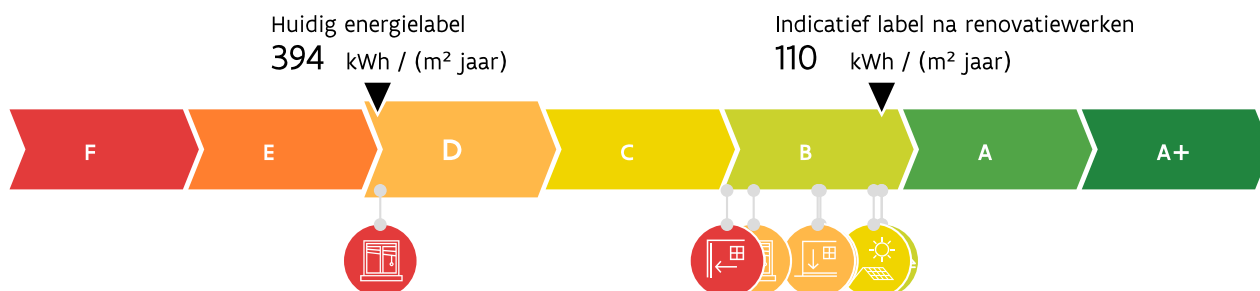 Huidig energielabel
394 kWh / (m² jaar)
Indicatief label na renovatiewerken
110 kWh / (m² jaar)
F E D C B A A+